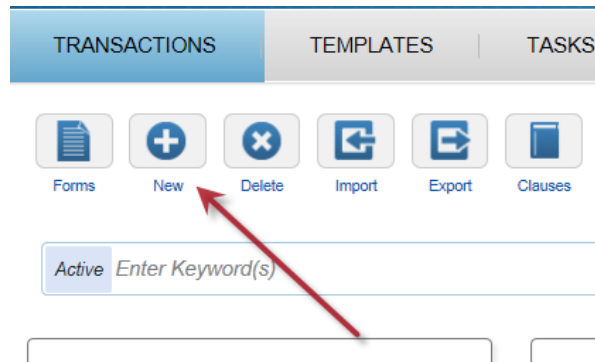 TRANSACTIONS TEMPLATES TASKS
Forms New Delete Import Export Clauses
Active Enter Keyword(s)